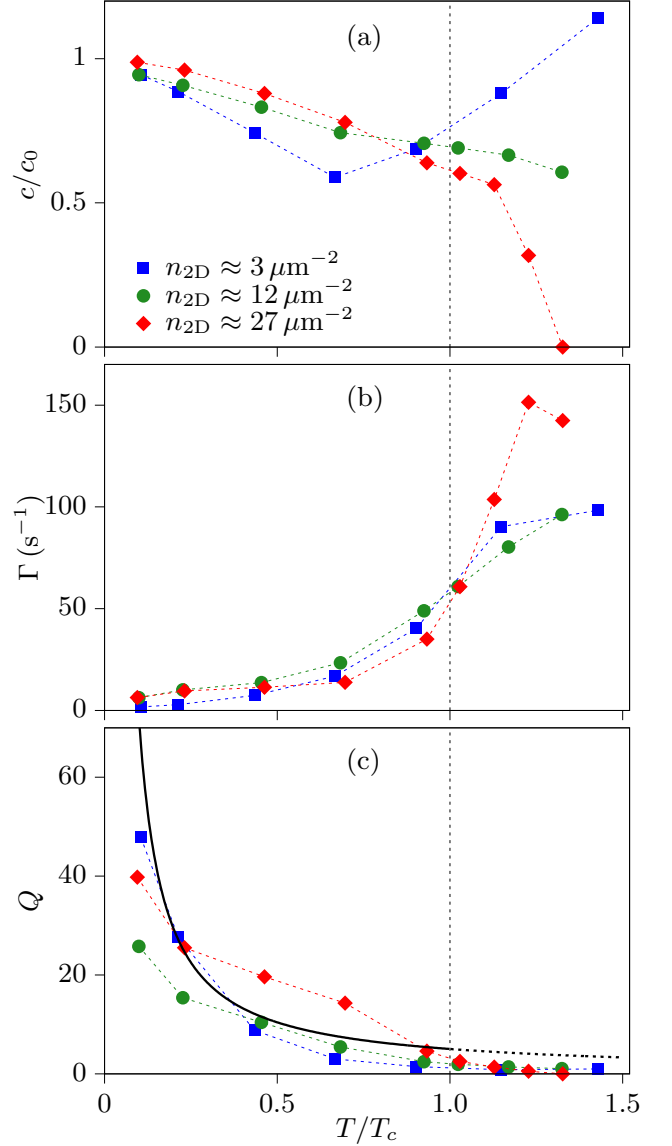 (a)
1
0.5
0
c/c₀
n₂D ≈ 3 μm⁻²
n₂D ≈ 12 μm⁻²
n₂D ≈ 27 μm⁻²
(b)
150
100
50
0
Γ (s⁻¹)
(c)
60
40
20
0
Q
0 0.5 1.0 1.5
T/T_c